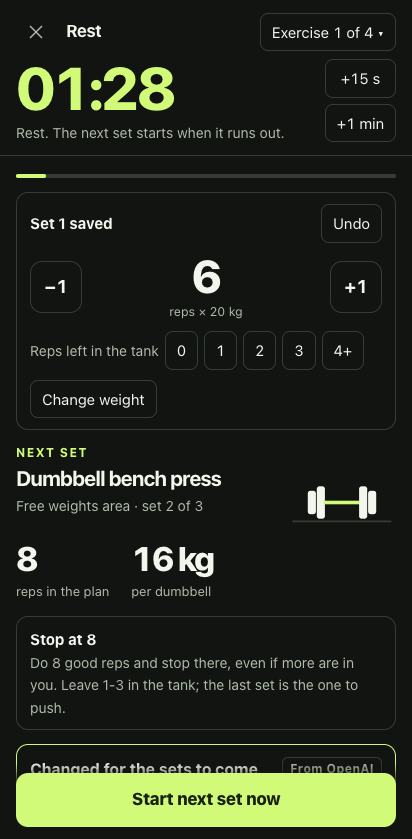 Rest
Exercise 1 of 4 ▾
01:28
+15 s
+1 min
Rest. The next set starts when it runs out.
Set 1 saved
Undo
−1
6
+1
reps × 20 kg
Reps left in the tank
0
1
2
3
4+
Change weight
NEXT SET
Dumbbell bench press
Free weights area · set 2 of 3
8
16 kg
reps in the plan
per dumbbell
Stop at 8
Do 8 good reps and stop there, even if more are in
you. Leave 1-3 in the tank; the last set is the one to
push.
Changed for the sets to come
From OpenAI
Start next set now